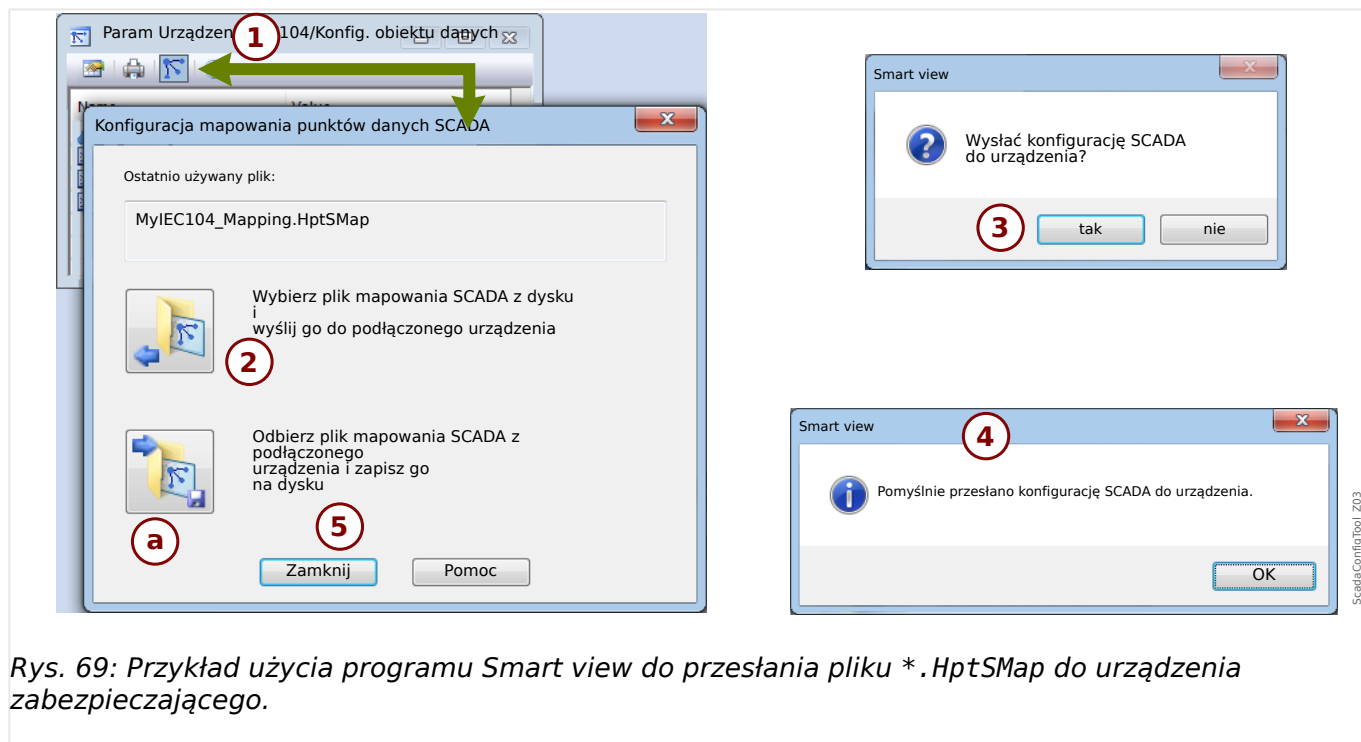 Param Urządzen 1 104/Konfig. obiektu danych
Name Value
Konfiguracja mapowania punktów danych SCADA
Ostatnio używany plik:
MyIEC104_Mapping.HptSMap
Wybierz plik mapowania SCADA z dysku
i
wyślij go do podłączonego urządzenia
2
Odbierz plik mapowania SCADA z
podłączonego
urządzenia i zapisz go
na dysku
a
5
Zamknij Pomoc
Smart view
Wysłać konfigurację SCADA
do urządzenia?
3 tak nie
Smart view
4
Pomyślnie przesłano konfigurację SCADA do urządzenia.
OK
ScadaConfigTool_Z03
Rys. 69: Przykład użycia programu Smart view do przesłania pliku *.HptSMap do urządzenia
zabezpieczającego.